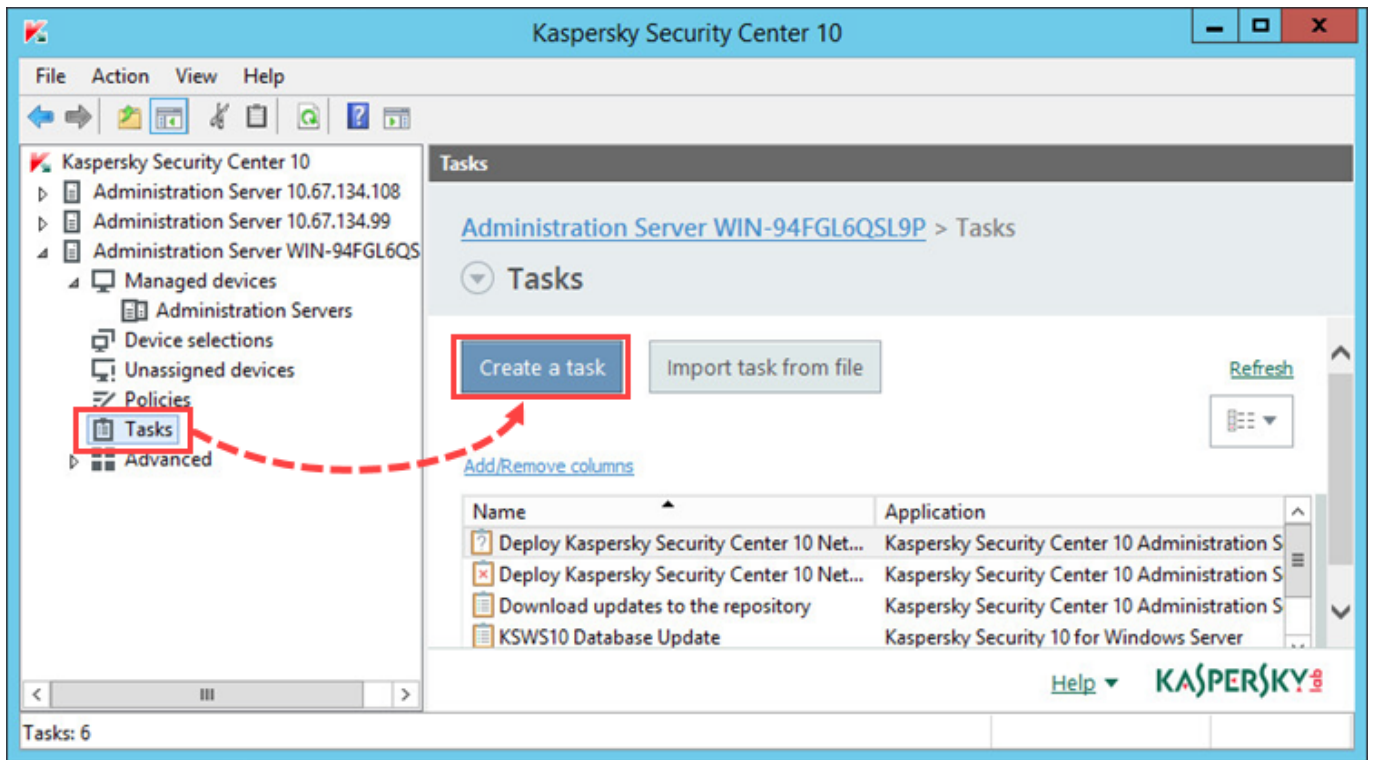 Kaspersky Security Center 10
File Action View Help
Kaspersky Security Center 10
Administration Server 10.67.134.108
Administration Server 10.67.134.99
Administration Server WIN-94FGL6QS
Managed devices
Administration Servers
Device selections
Unassigned devices
Policies
Tasks
Advanced
Tasks
Administration Server WIN-94FGL6QSL9P > Tasks
Tasks
Create a task Import task from file
Refresh
Add/Remove columns
Name Application
Deploy Kaspersky Security Center 10 Net... Kaspersky Security Center 10 Administration S
Deploy Kaspersky Security Center 10 Net... Kaspersky Security Center 10 Administration S
Download updates to the repository Kaspersky Security Center 10 Administration S
KSWS10 Database Update Kaspersky Security 10 for Windows Server
Help KASPERSKY lab
Tasks: 6